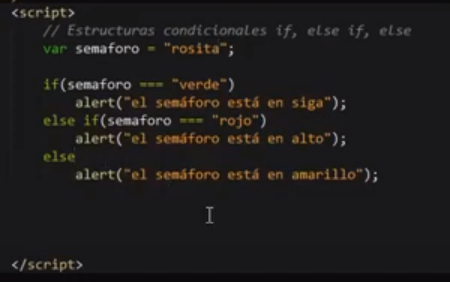 <script>
// Estructuras condicionales if, else if, else
var semaforo = "rosita";
if(semaforo === "verde")
alert("el semáforo está en siga");
else if(semaforo === "rojo")
alert("el semáforo está en alto");
else
alert("el semáforo está en amarillo");
</script>